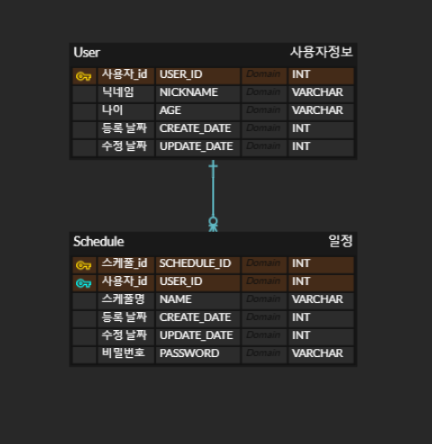 User 사용자정보
사용자_id USER_ID Domain INT
닉네임 NICKNAME Domain VARCHAR
나이 AGE Domain VARCHAR
등록 날짜 CREATE_DATE Domain INT
수정 날짜 UPDATE_DATE Domain INT
Schedule 일정
스케쭐_id SCHEDULE_ID Domain INT
사용자_id USER_ID Domain INT
스케쭐명 NAME Domain VARCHAR
등록 날짜 CREATE_DATE Domain INT
수정 날짜 UPDATE_DATE Domain INT
비밀번호 PASSWORD Domain VARCHAR